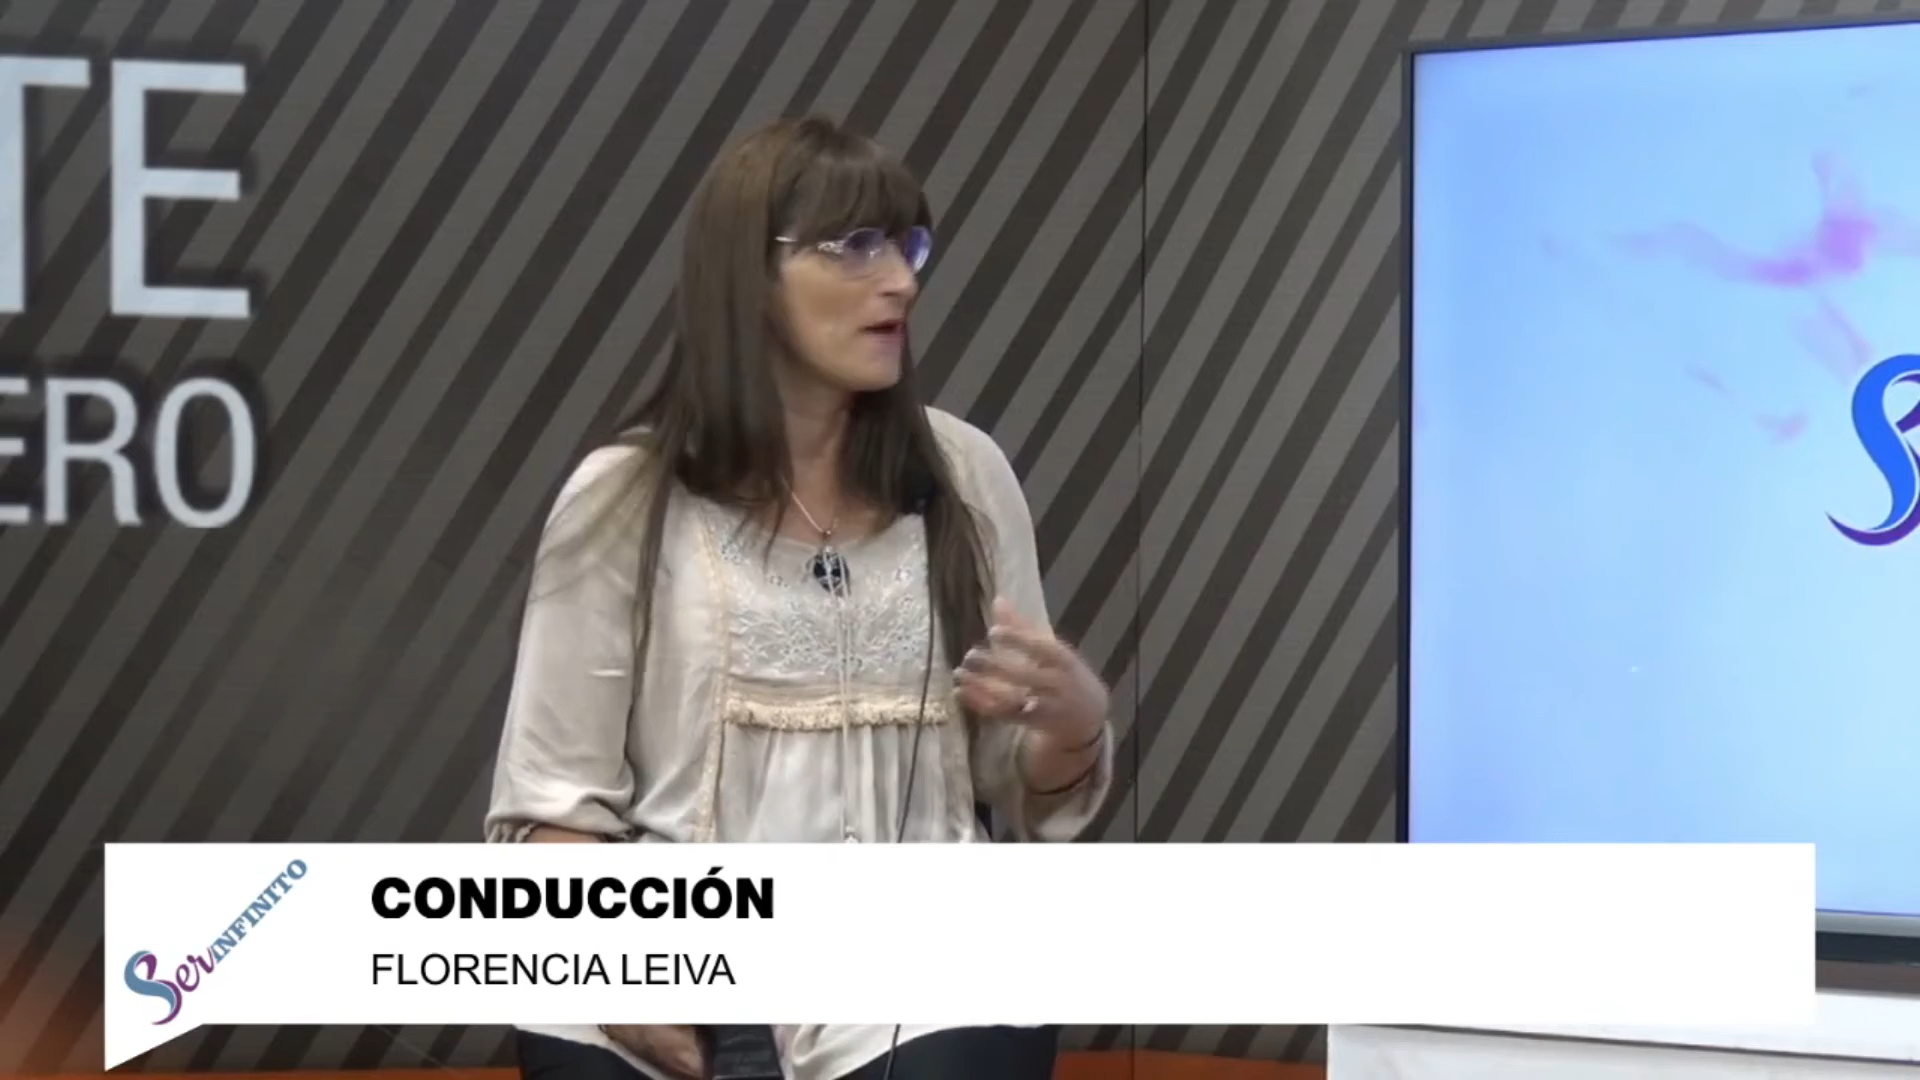 TE
ERO
CONDUCCIÓN
FLORENCIA LEIVA
Ser INFINITO